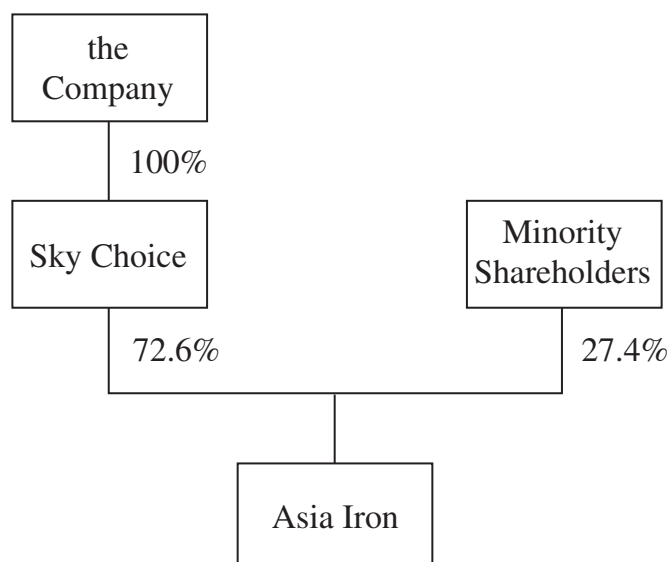 the
Company
100%
Sky Choice
Minority
Shareholders
72.6%
27.4%
Asia Iron